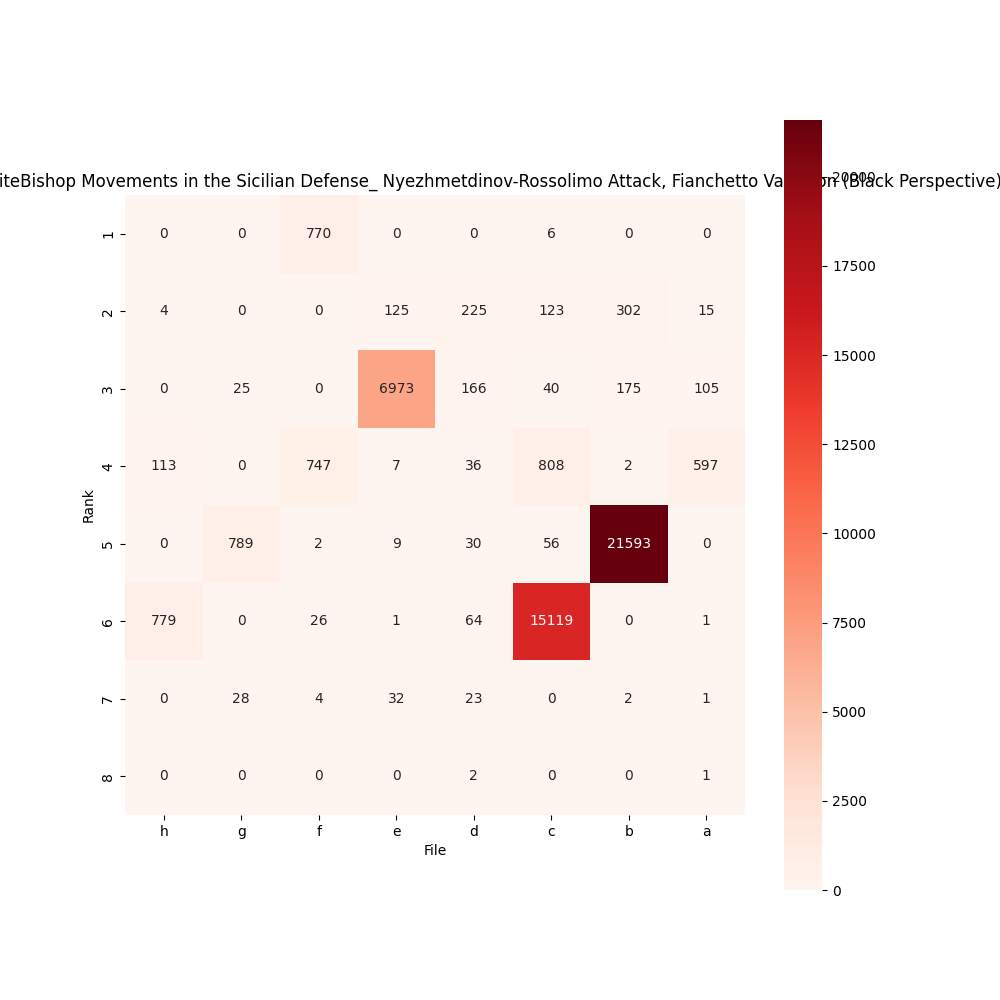 iteBishop Movements in the Sicilian Defense_ Nyezhmetdinov-Rossolimo Attack, Fianchetto Va on (Black Perspective)
20000
1 0 0 770 0 0 6 0 0
17500
2 4 0 0 125 225 123 302 15
15000
3 0 25 0 6973 166 40 175 105
12500
4 113 0 747 7 36 808 2 597
Rank
10000
5 0 789 2 9 30 56 21593 0
7500
6 779 0 26 1 64 15119 0 1
5000
7 0 28 4 32 23 0 2 1
8 0 0 0 0 2 0 0 1
2500
h g f e d c b a
File
0